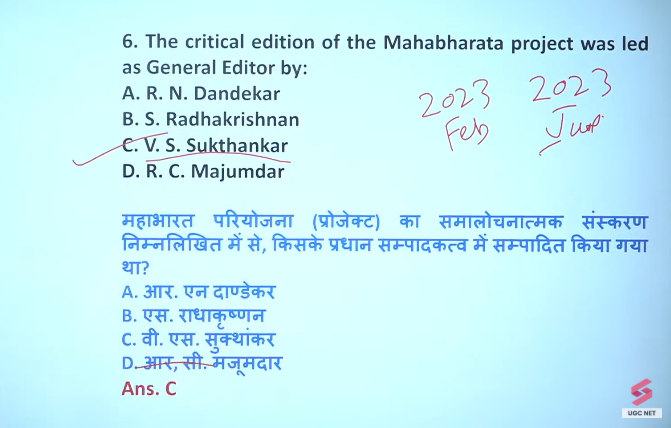 6. The critical edition of the Mahabharata project was led
as General Editor by:
A. R. N. Dandekar
B. S. Radhakrishnan
C. V. S. Sukthankar
D. R. C. Majumdar
2023
Feb
2023
June
महाभारत परियोजना (प्रोजेक्ट) का समालोचनात्मक संस्करण
निम्नलिखित में से, किसके प्रधान सम्पादकत्व में सम्पादित किया गया
था?
A. आर. एन दाण्डेकर
B. एस. राधाकृष्णन
C. वी. एस. सुक्थांकर
D. आर, सी. मजूमदार
Ans. C
UGC NET